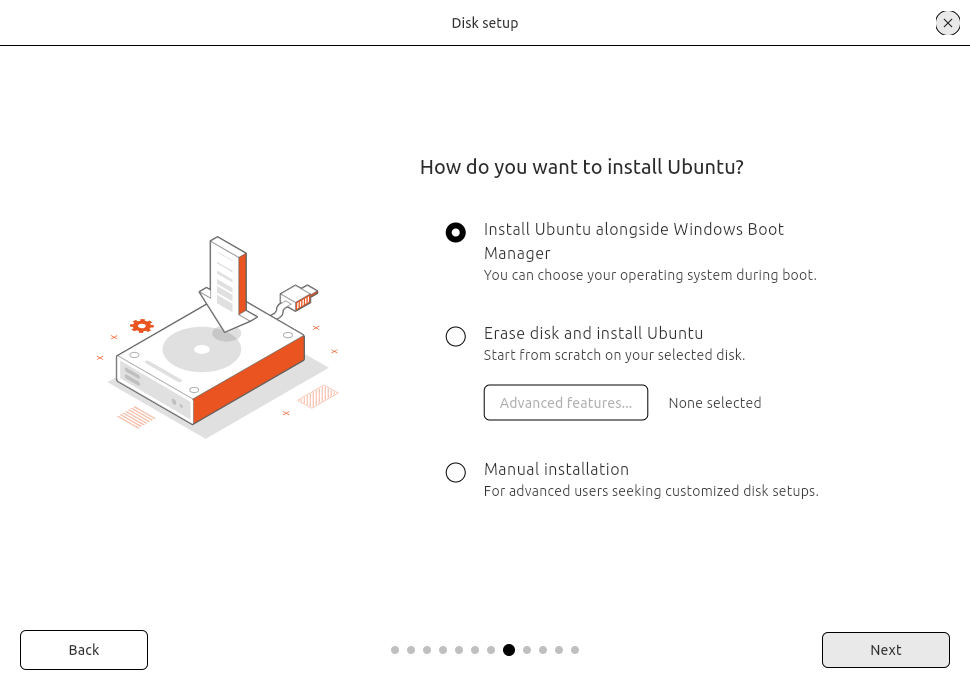 Disk setup
How do you want to install Ubuntu?
Install Ubuntu alongside Windows Boot
Manager
You can choose your operating system during boot.
Erase disk and install Ubuntu
Start from scratch on your selected disk.
Advanced features... None selected
Manual installation
For advanced users seeking customized disk setups.
Back Next